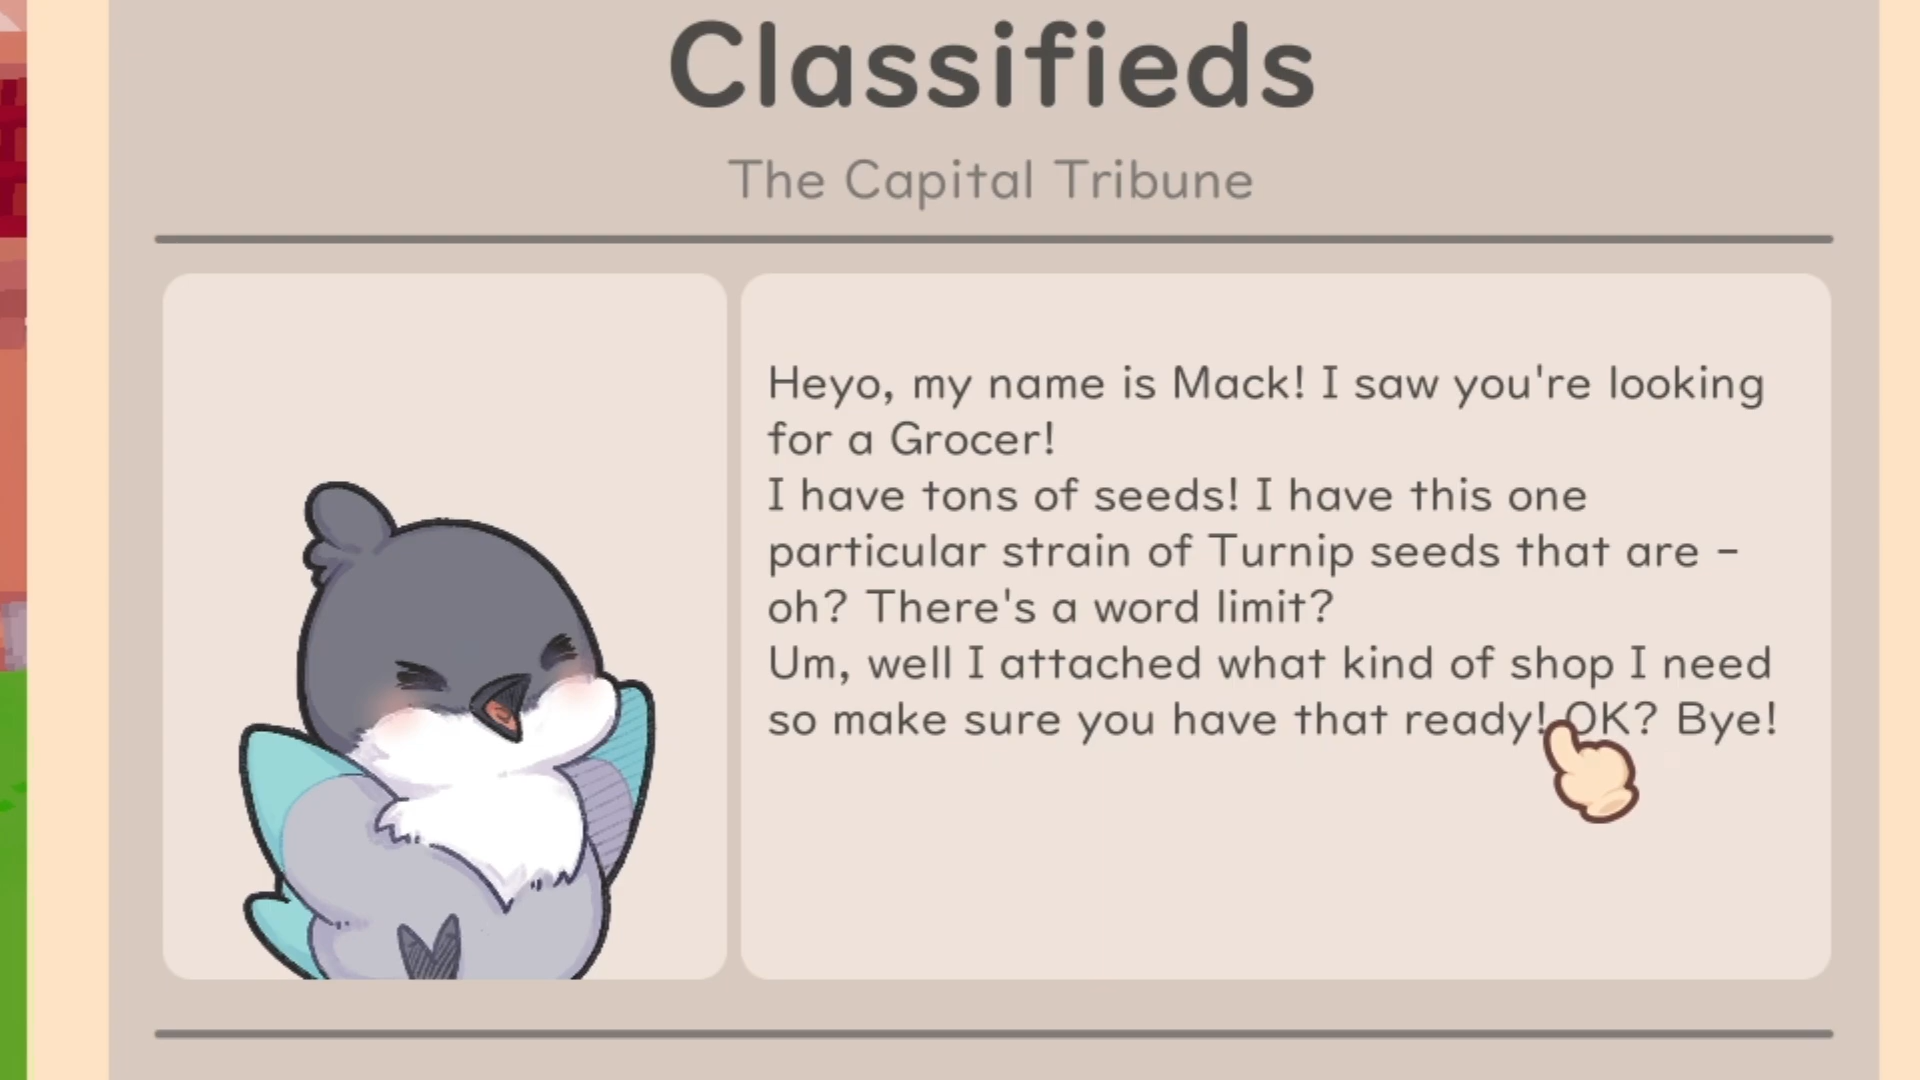 Classifieds
The Capital Tribune
Heyo, my name is Mack! I saw you're looking
for a Grocer!
I have tons of seeds! I have this one
particular strain of Turnip seeds that are –
oh? There's a word limit?
Um, well I attached what kind of shop I need
so make sure you have that ready! OK? Bye!